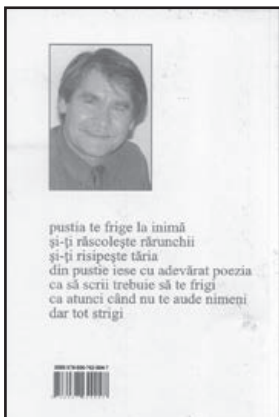 pustia te frige la inimă
și-ți răscolește rărunchii
și-ți risipește tăria
din pustie iese cu adevărat poezia
ca să scrii trebuie să te frigi
ca atunci când nu te aude nimeni
dar tot strigi